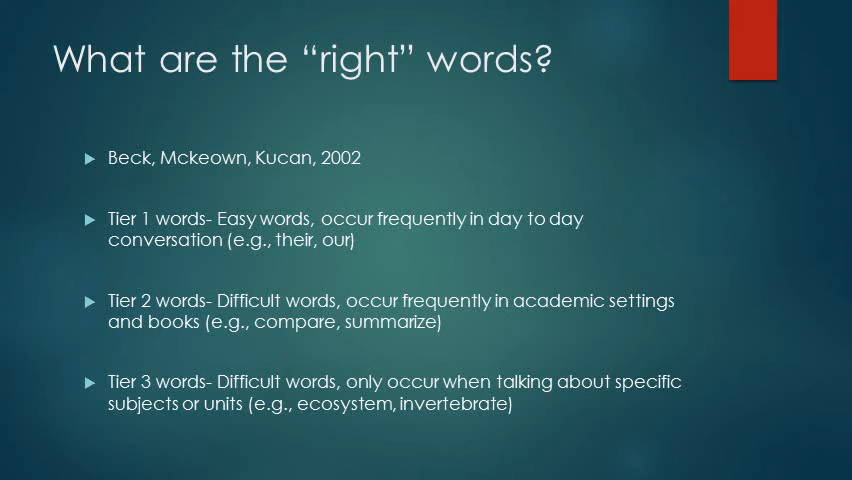 What are the “right” words?
Beck, Mckeown, Kucan, 2002
Tier 1 words- Easy words, occur frequently in day to day
conversation (e.g., their, our)
Tier 2 words- Difficult words, occur frequently in academic settings
and books (e.g., compare, summarize)
Tier 3 words- Difficult words, only occur when talking about specific
subjects or units (e.g., ecosystem, invertebrate)